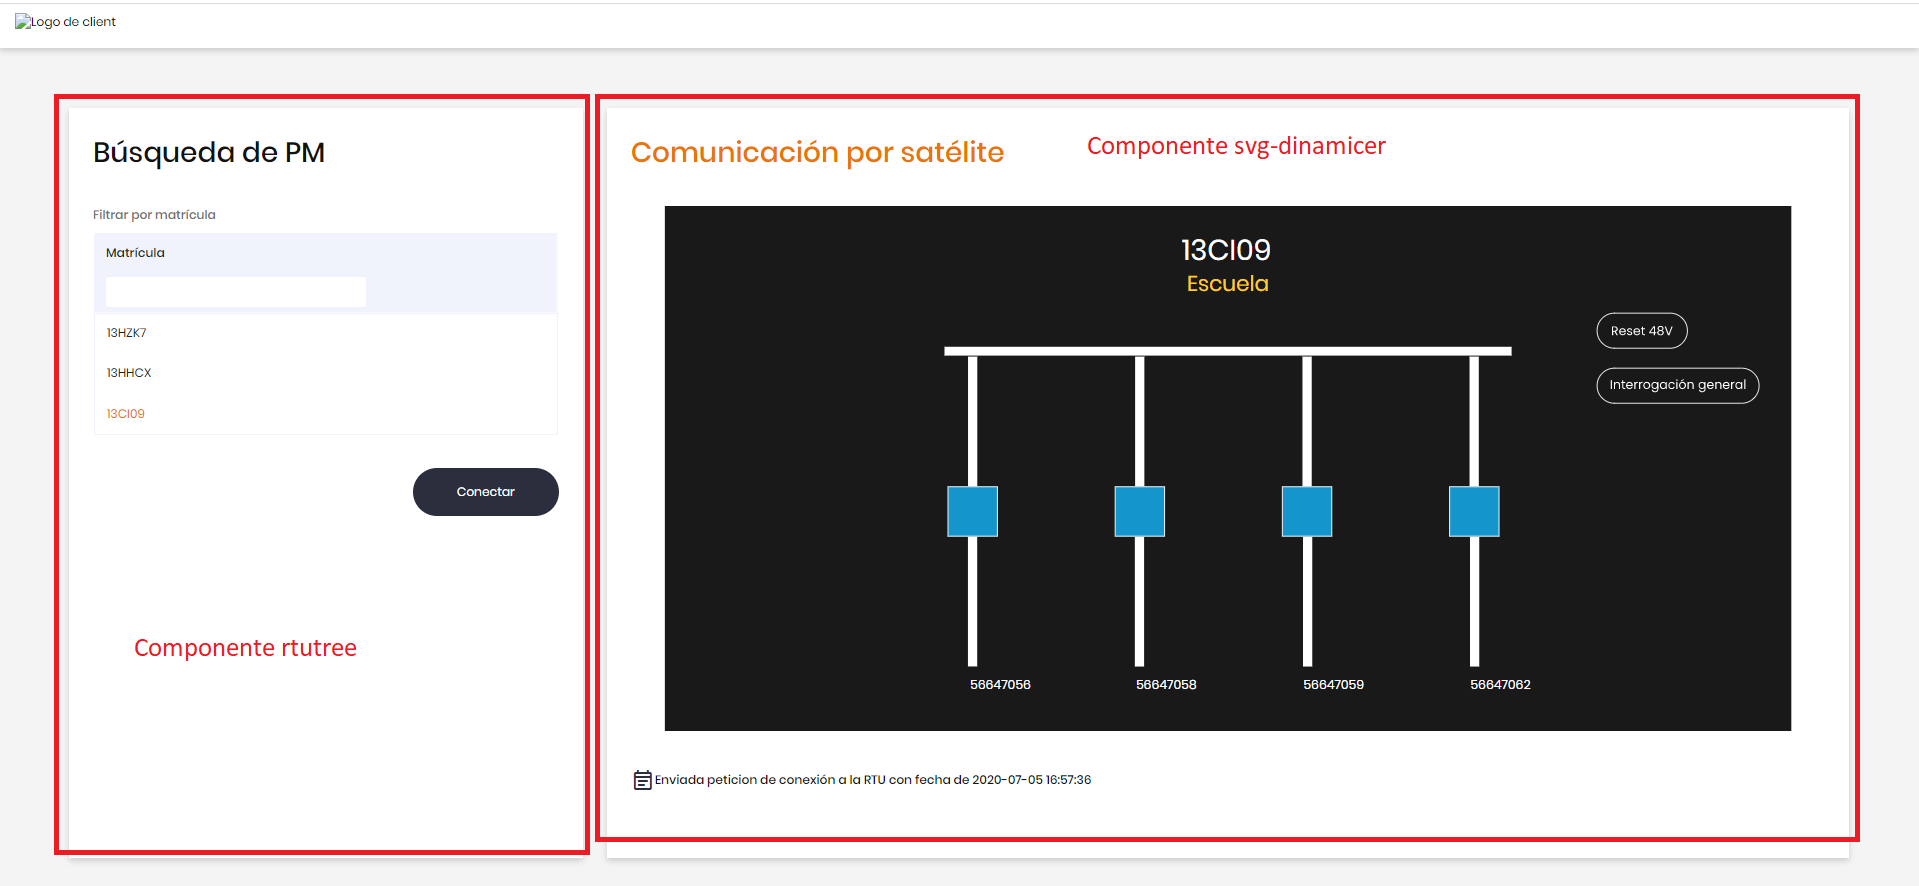 Logo de client
Búsqueda de PM
Filtrar por matrícula
Matrícula
13HZK7
13HHCX
13CI09
Conectar
Componente rtutree
Comunicación por satélite
Componente svg-dinamicer
13CI09
Escuela
Reset 48V
Interrogación general
56647056
56647058
56647059
56647062
Enviada peticion de conexión a la RTU con fecha de 2020-07-05 16:57:36